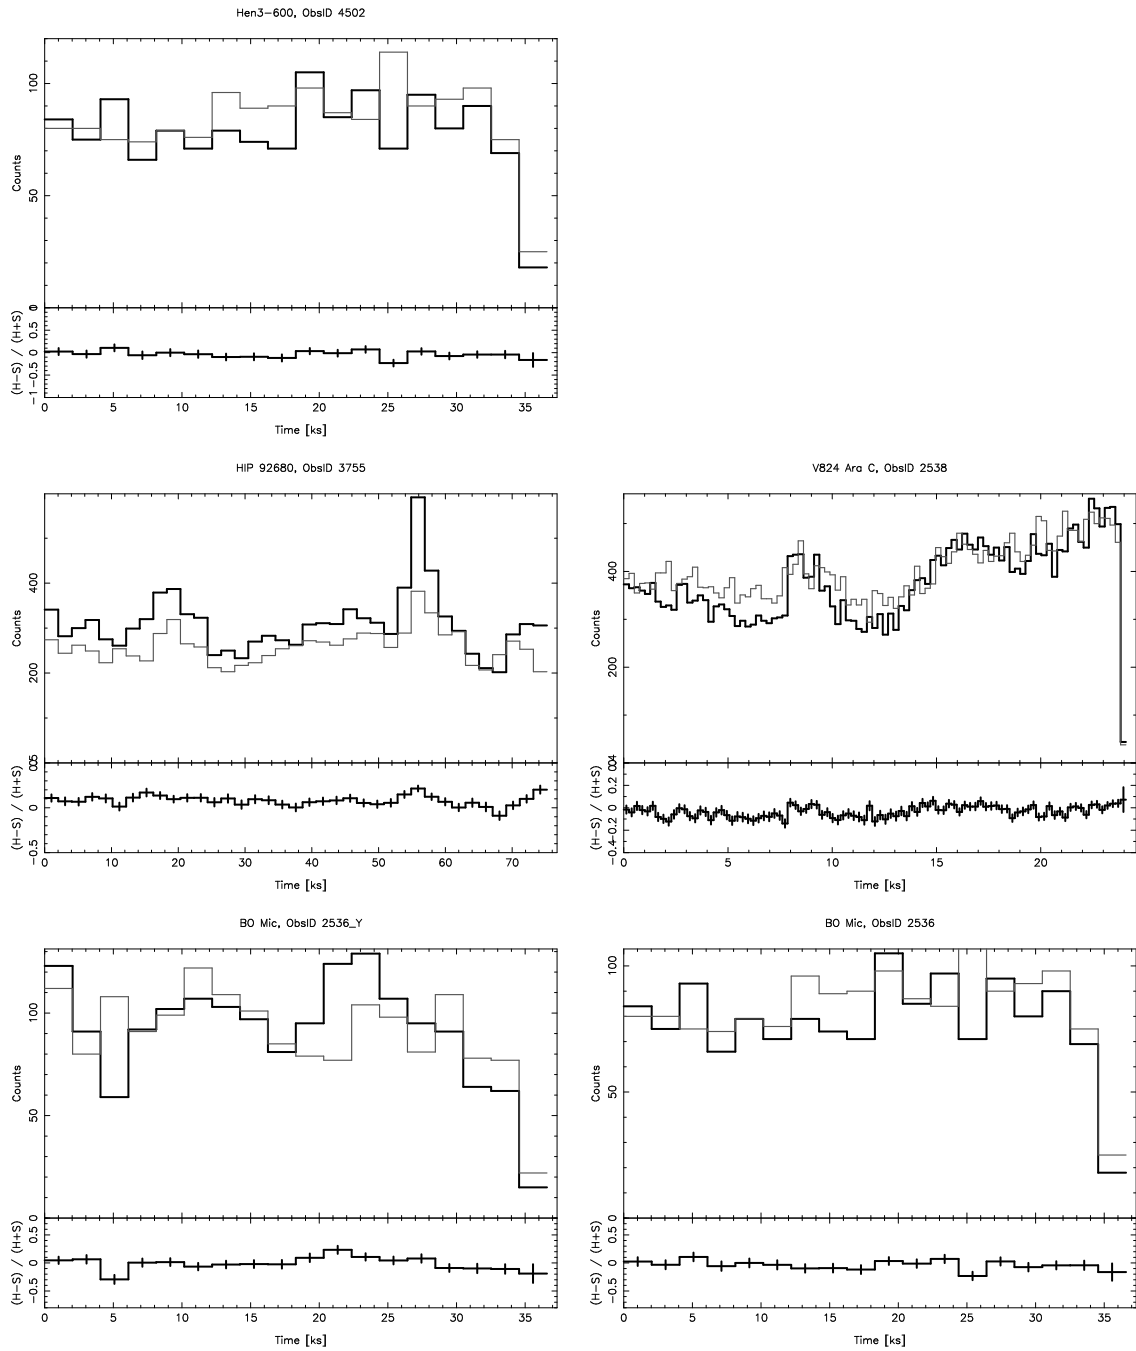 Hen3-600, ObsID 4502
100
50
0
Counts
0.5
0
-0.5
-1
(H-S) / (H+S)
0 5 10 15 20 25 30 35
Time [ks]
HIP 92680, ObsID 3755
V824 Ara C, ObsID 2538
400
200
Counts
0.5
0
-0.5
(H-S) / (H+S)
0 10 20 30 40 50 60 70
Time [ks]
400
200
Counts
0.4
0.2
0
-0.2
-0.4
(H-S) / (H+S)
0 5 10 15 20
Time [ks]
BO Mic, ObsID 2536_Y
BO Mic, ObsID 2536
100
50
0
Counts
0.5
0
-0.5
(H-S) / (H+S)
0 5 10 15 20 25 30 35
Time [ks]
100
50
0
Counts
0.5
0
-0.5
(H-S) / (H+S)
0 5 10 15 20 25 30 35
Time [ks]